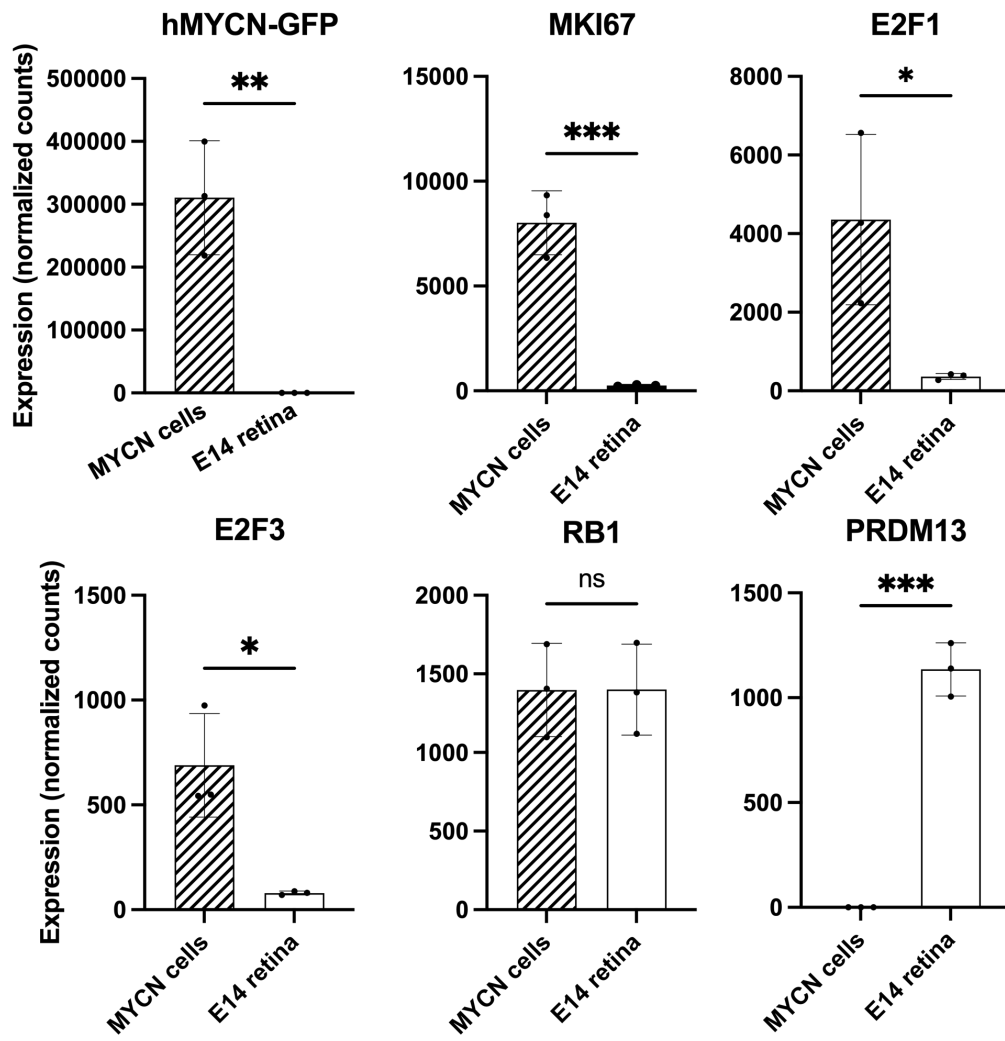 hMYCN-GFP
Expression (normalized counts)
500000
400000
300000
200000
100000
0
**
MYCN cells
E14 retina
MKI67
15000
10000
5000
0
***
MYCN cells
E14 retina
E2F1
8000
6000
4000
2000
0
*
MYCN cells
E14 retina
E2F3
Expression (normalized counts)
1500
1000
500
0
*
MYCN cells
E14 retina
RB1
2000
1500
1000
500
0
ns
MYCN cells
E14 retina
PRDM13
1500
1000
500
0
***
MYCN cells
E14 retina